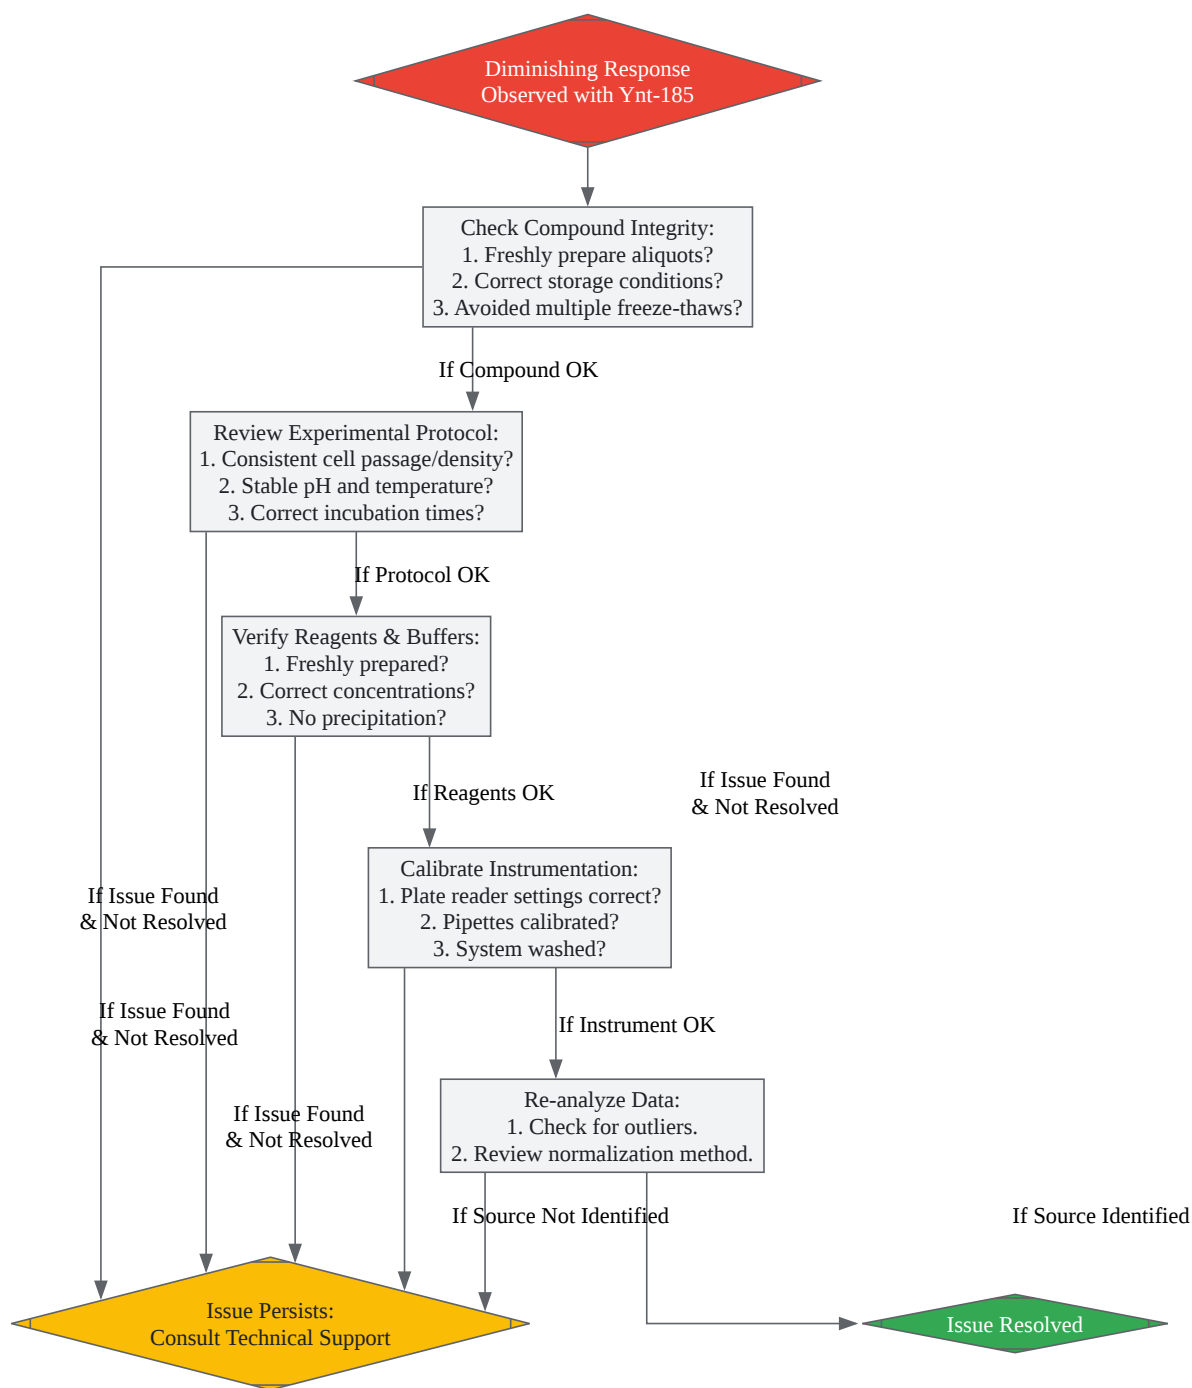 Diminishing Response
Observed with Ynt-185
Check Compound Integrity:
1. Freshly prepare aliquots?
2. Correct storage conditions?
3. Avoided multiple freeze-thaws?
If Compound OK
Review Experimental Protocol:
1. Consistent cell passage/density?
2. Stable pH and temperature?
3. Correct incubation times?
If Protocol OK
Verify Reagents & Buffers:
1. Freshly prepared?
2. Correct concentrations?
3. No precipitation?
If Reagents OK
If Issue Found
& Not Resolved
Calibrate Instrumentation:
1. Plate reader settings correct?
2. Pipettes calibrated?
3. System washed?
If Issue Found
& Not Resolved
If Issue Found
& Not Resolved
If Instrument OK
Re-analyze Data:
1. Check for outliers.
2. Review normalization method.
If Issue Found
& Not Resolved
If Source Not Identified
If Source Identified
Issue Persists:
Consult Technical Support
Issue Resolved